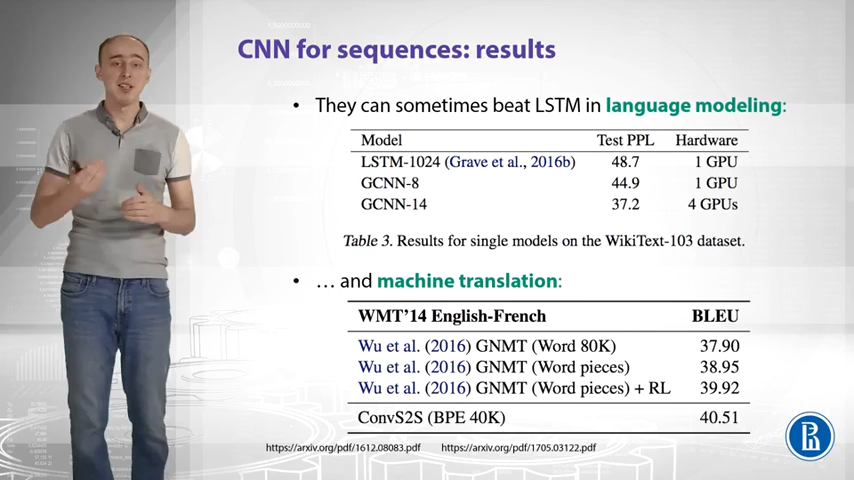 CNN for sequences: results
• They can sometimes beat LSTM in language modeling:
Model Test PPL Hardware
LSTM-1024 (Grave et al., 2016b) 48.7 1 GPU
GCNN-8 44.9 1 GPU
GCNN-14 37.2 4 GPUs
Table 3. Results for single models on the WikiText-103 dataset.
• … and machine translation:
WMT'14 English-French BLEU
Wu et al. (2016) GNMT (Word 80K) 37.90
Wu et al. (2016) GNMT (Word pieces) 38.95
Wu et al. (2016) GNMT (Word pieces) + RL 39.92
ConvS2S (BPE 40K) 40.51
https://arxiv.org/pdf/1612.08083.pdf https://arxiv.org/pdf/1705.03122.pdf